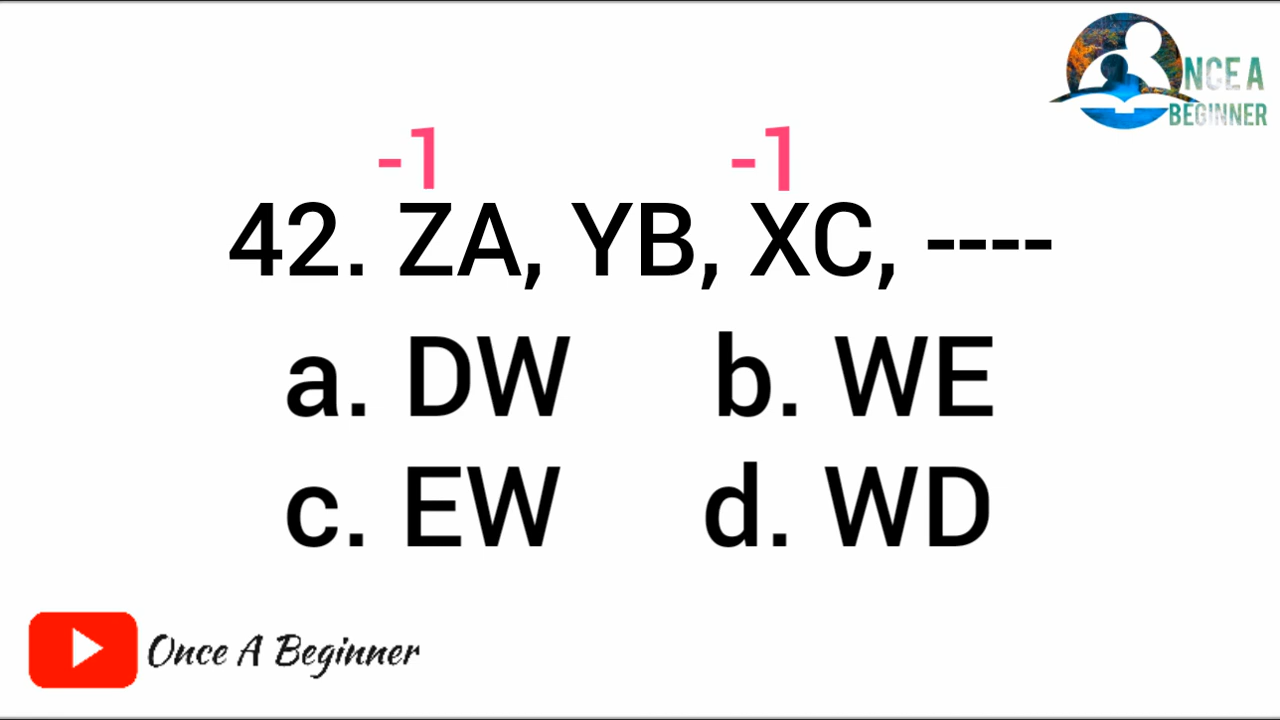 NCE A
BEGINNER
-1 -1
42. ZA, YB, XC, ----
a. DW b. WE
c. EW d. WD
Once A Beginner